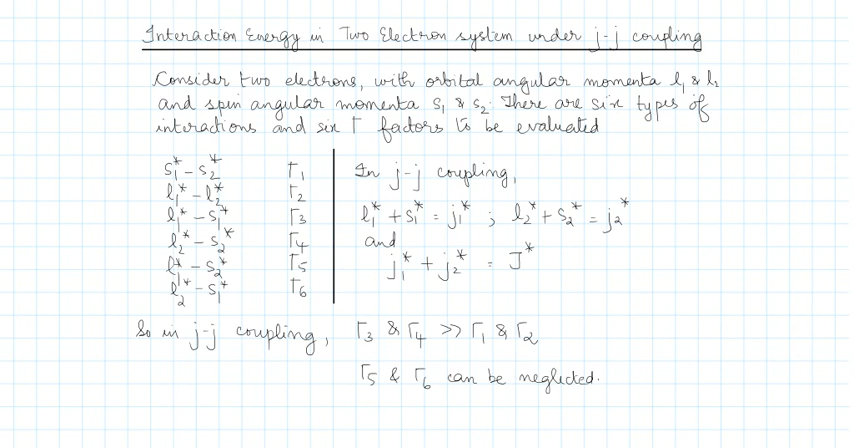 Interaction Energy in Two Electron system under j-j coupling
Consider two electrons, with orbital angular momenta l₁ & l₂
and spin angular momenta s₁ & s₂. There are six types of
interactions and six Γ factors to be evaluated
s₁* - s₂* Γ₁
l₁* - l₂* Γ₂
l₁* - s₁* Γ₃
l₂* - s₂* Γ₄
l₁* - s₂* Γ₅
l₂* - s₁* Γ₆
In j-j coupling,
l₁* + s₁* = j₁* ; l₂* + s₂* = j₂*
and
j₁* + j₂* = J*
So in j-j coupling, Γ₃ & Γ₄ >> Γ₁ & Γ₂
Γ₅ & Γ₆ can be neglected.